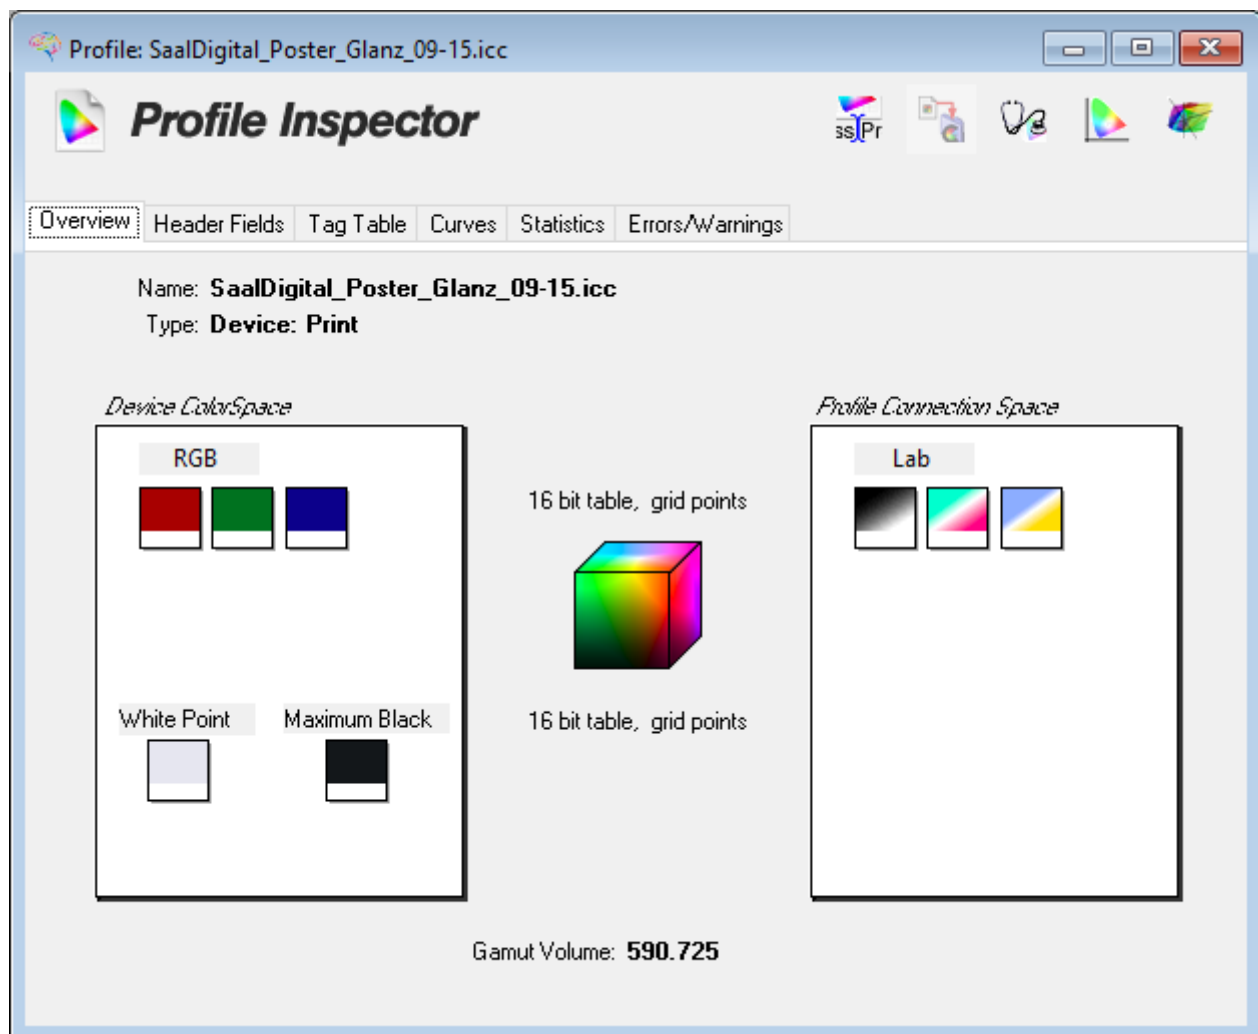 Profile: SaalDigital_Poster_Glanz_09-15.icc
Profile Inspector
ss Pr
Overview Header Fields Tag Table Curves Statistics Errors/Warnings
Name: SaalDigital_Poster_Glanz_09-15.icc
Type: Device: Print
Device ColorSpace Profile Connection Space
RGB Lab
16 bit table, grid points
White Point Maximum Black 16 bit table, grid points
Gamut Volume: 590.725